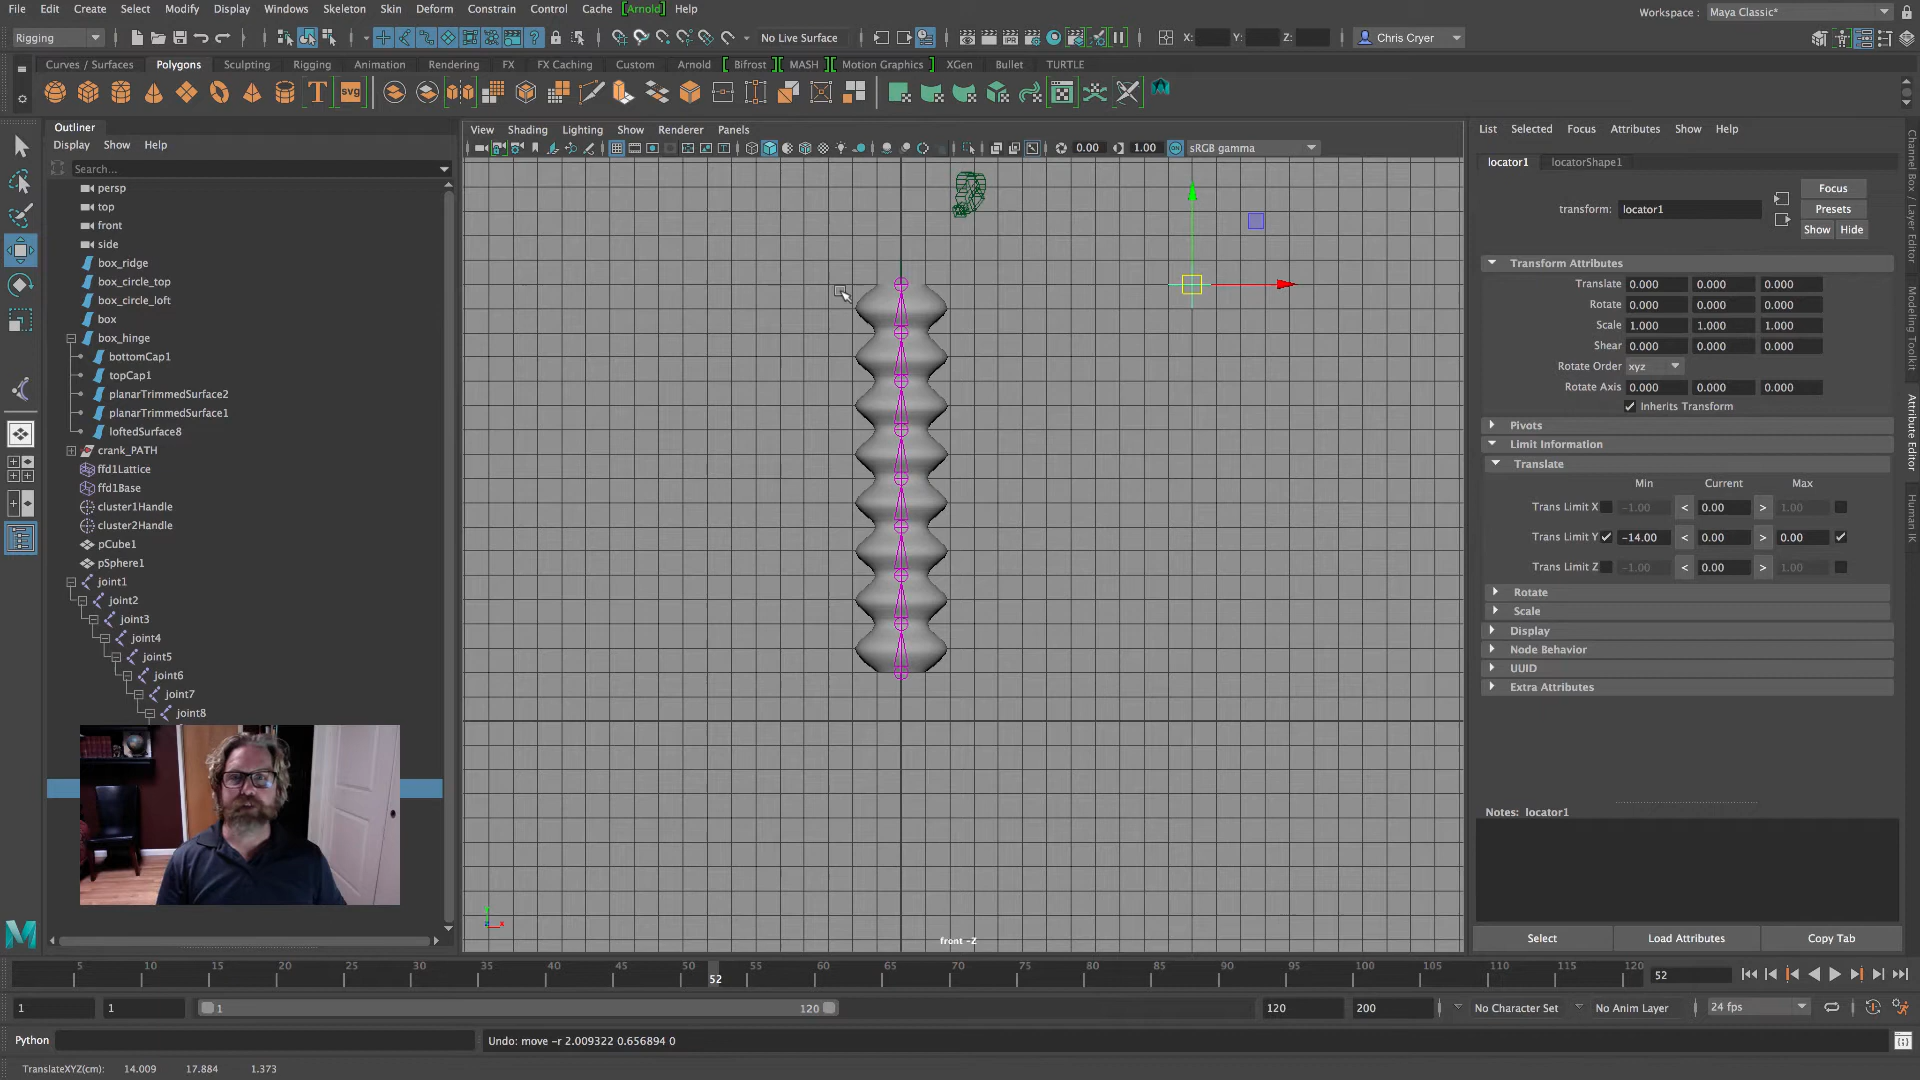 File Edit Create Select Modify Display Windows Skeleton Skin Deform Constrain Control Cache [Arnold] Help
Workspace : Maya Classic*
Rigging
No Live Surface
X: Y: Z:
Chris Cryer
Curves / Surfaces Polygons Sculpting Rigging Animation Rendering FX FX Caching Custom Arnold Bifrost MASH Motion Graphics XGen Bullet TURTLE
T svg
Outliner
Display Show Help
Search...
persp
top
front
side
box_ridge
box_circle_top
box_circle_loft
box
box_hinge
bottomCap1
topCap1
planarTrimmedSurface2
planarTrimmedSurface1
loftedSurface8
crank_PATH
ffd1Lattice
ffd1Base
cluster1Handle
cluster2Handle
pCube1
pSphere1
joint1
joint2
joint3
joint4
joint5
joint6
joint7
joint8
View Shading Lighting Show Renderer Panels
0.00 1.00 ON sRGB gamma
front -Z
List Selected Focus Attributes Show Help
locator1 locatorShape1
Focus
transform: locator1
Presets
Show Hide
Transform Attributes
Translate 0.000 0.000 0.000
Rotate 0.000 0.000 0.000
Scale 1.000 1.000 1.000
Shear 0.000 0.000 0.000
Rotate Order xyz
Rotate Axis 0.000 0.000 0.000
Inherits Transform
Pivots
Limit Information
Translate
Min Current Max
Trans Limit X -1.00 < 0.00 > 1.00
Trans Limit Y -14.00 < 0.00 > 0.00
Trans Limit Z -1.00 < 0.00 > 1.00
Rotate
Scale
Display
Node Behavior
UUID
Extra Attributes
Notes: locator1
Select Load Attributes Copy Tab
Channel Box / Layer Editor
Modeling Toolkit
Attribute Editor
Human IK
5 10 15 20 25 30 35 40 45 50 55 60 65 70 75 80 85 90 95 100 105 110 115 120
52
52
1 1 1 120 120 200 No Character Set No Anim Layer 24 fps
Python Undo: move -r 2.009322 0.656894 0
TranslateXYZ(cm): 14.009 17.884 1.373